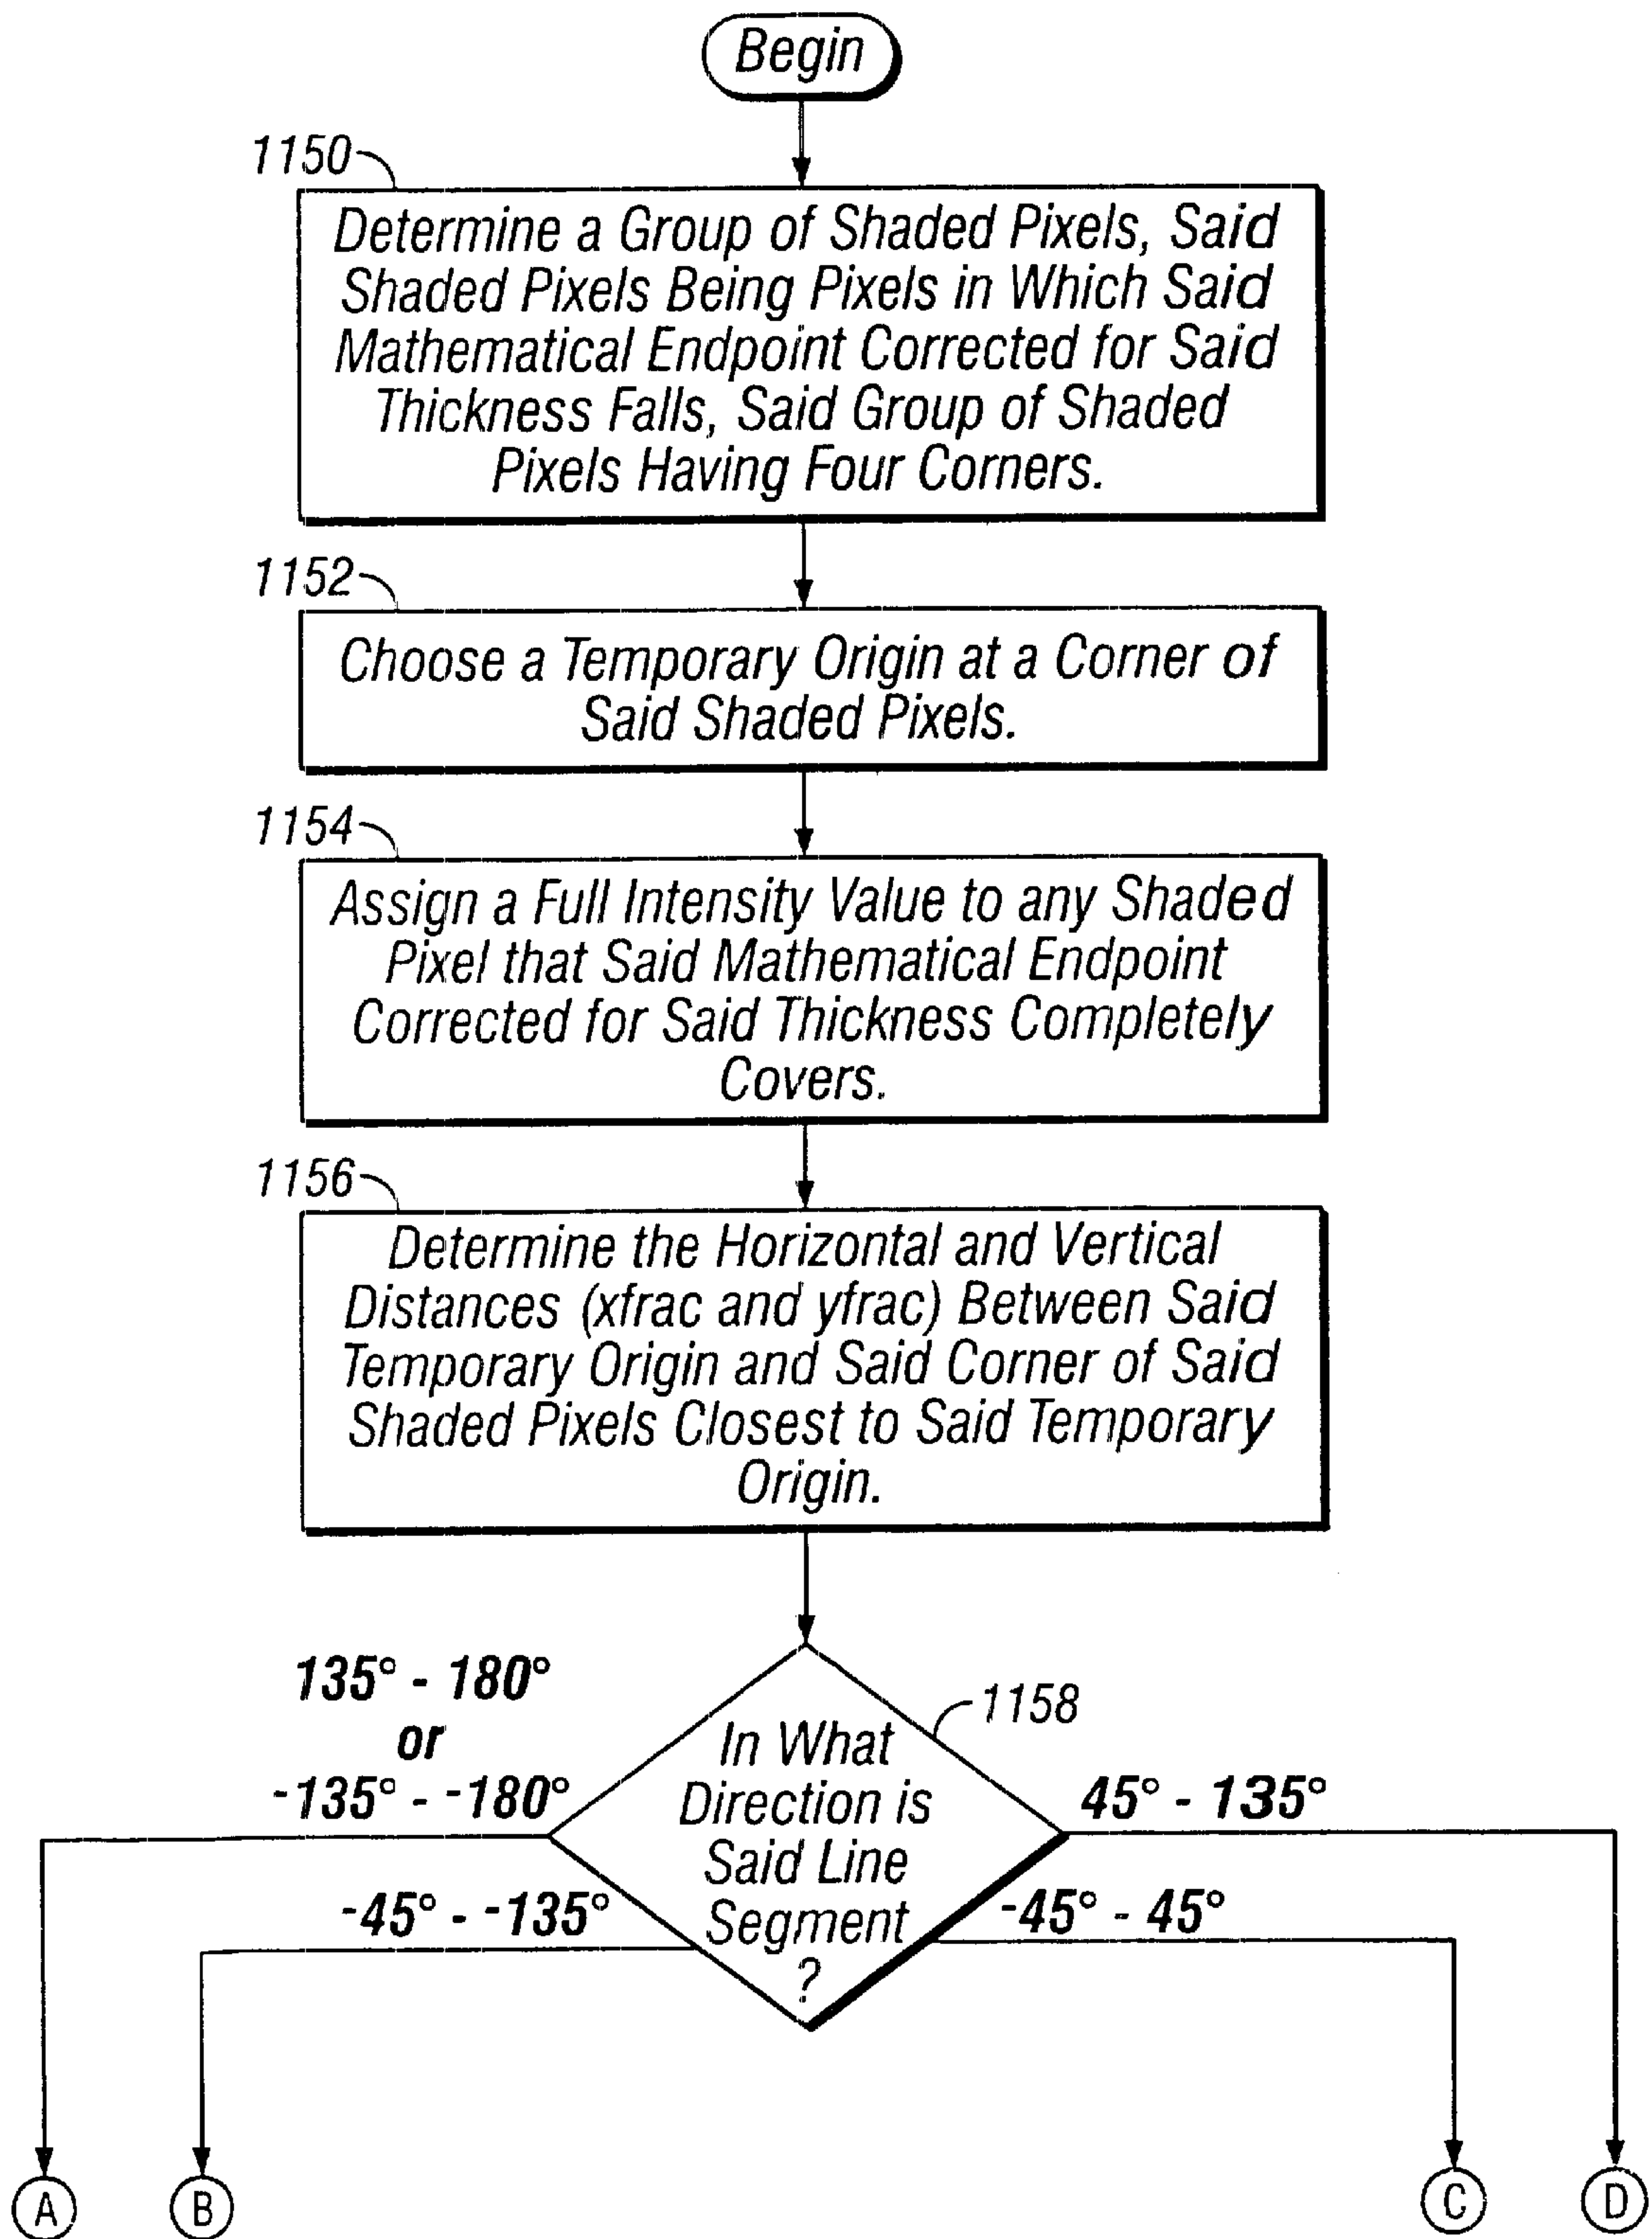 Begin
1150
Determine a Group of Shaded Pixels, Said
Shaded Pixels Being Pixels in Which Said
Mathematical Endpoint Corrected for Said
Thickness Falls, Said Group of Shaded
Pixels Having Four Corners.
1152
Choose a Temporary Origin at a Corner of
Said Shaded Pixels.
1154
Assign a Full Intensity Value to any Shaded
Pixel that Said Mathematical Endpoint
Corrected for Said Thickness Completely
Covers.
1156
Determine the Horizontal and Vertical
Distances (xfrac and yfrac) Between Said
Temporary Origin and Said Corner of Said
Shaded Pixels Closest to Said Temporary
Origin.
135° - 180°
or
-135° - -180°
-45° - -135°
In What
Direction is
Said Line
Segment
?
1158
45° - 135°
-45° - 45°
A
B
C
D